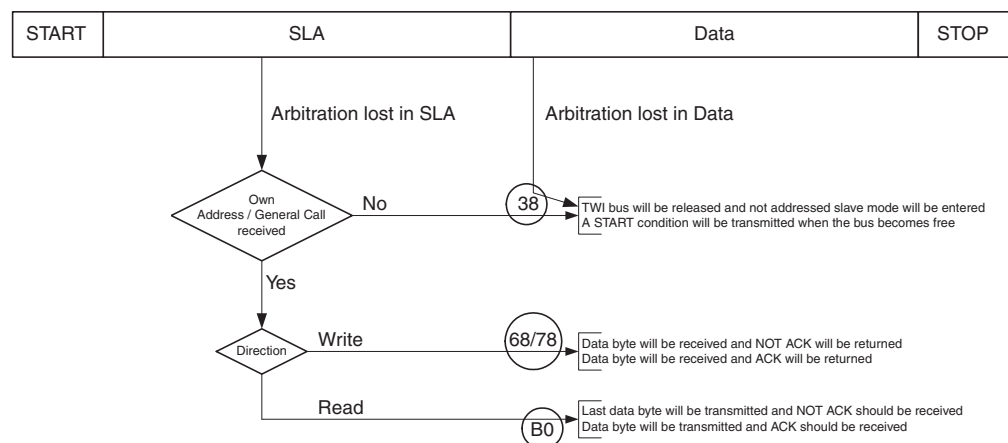 START SLA Data STOP
Arbitration lost in SLA Arbitration lost in Data
Own
Address / General Call
received
No
38
TWI bus will be released and not addressed slave mode will be entered
A START condition will be transmitted when the bus becomes free
Yes
Direction
Write
68/78
Data byte will be received and NOT ACK will be returned
Data byte will be received and ACK will be returned
Read
B0
Last data byte will be transmitted and NOT ACK should be received
Data byte will be transmitted and ACK should be received